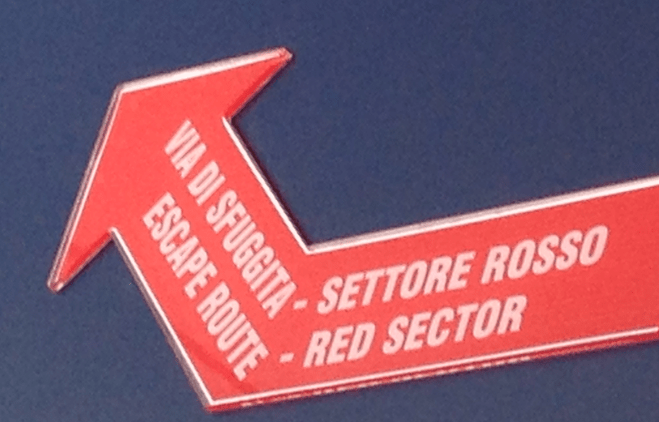 VIA DI SFUGGITA - SETTORE ROSSO
ESCAPE ROUTE - RED SECTOR